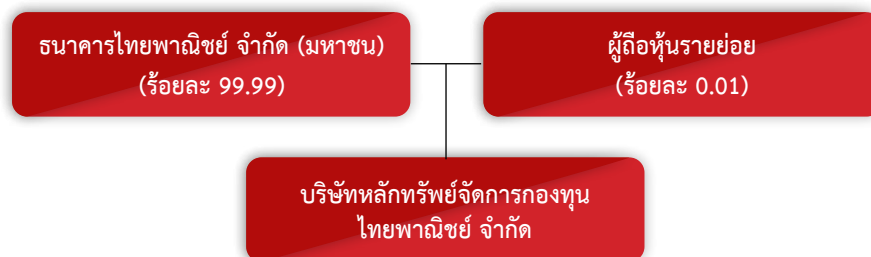 ธนาคารไทยพาณิชย์ จำกัด (มหาชน)
(ร้อยละ 99.99)
ผู้ถือหุ้นรายย่อย
(ร้อยละ 0.01)
บริษัทหลักทรัพย์จัดการกองทุน
ไทยพาณิชย์ จำกัด